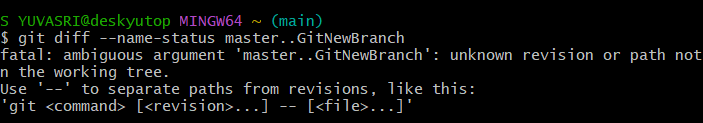 S YUVASRI@deskyutop MINGW64 ~ (main)
$ git diff --name-status master..GitNewBranch
fatal: ambiguous argument 'master..GitNewBranch': unknown revision or path not
n the working tree.
Use '--' to separate paths from revisions, like this:
'git <command> [<revision>...] -- [<file>...]'